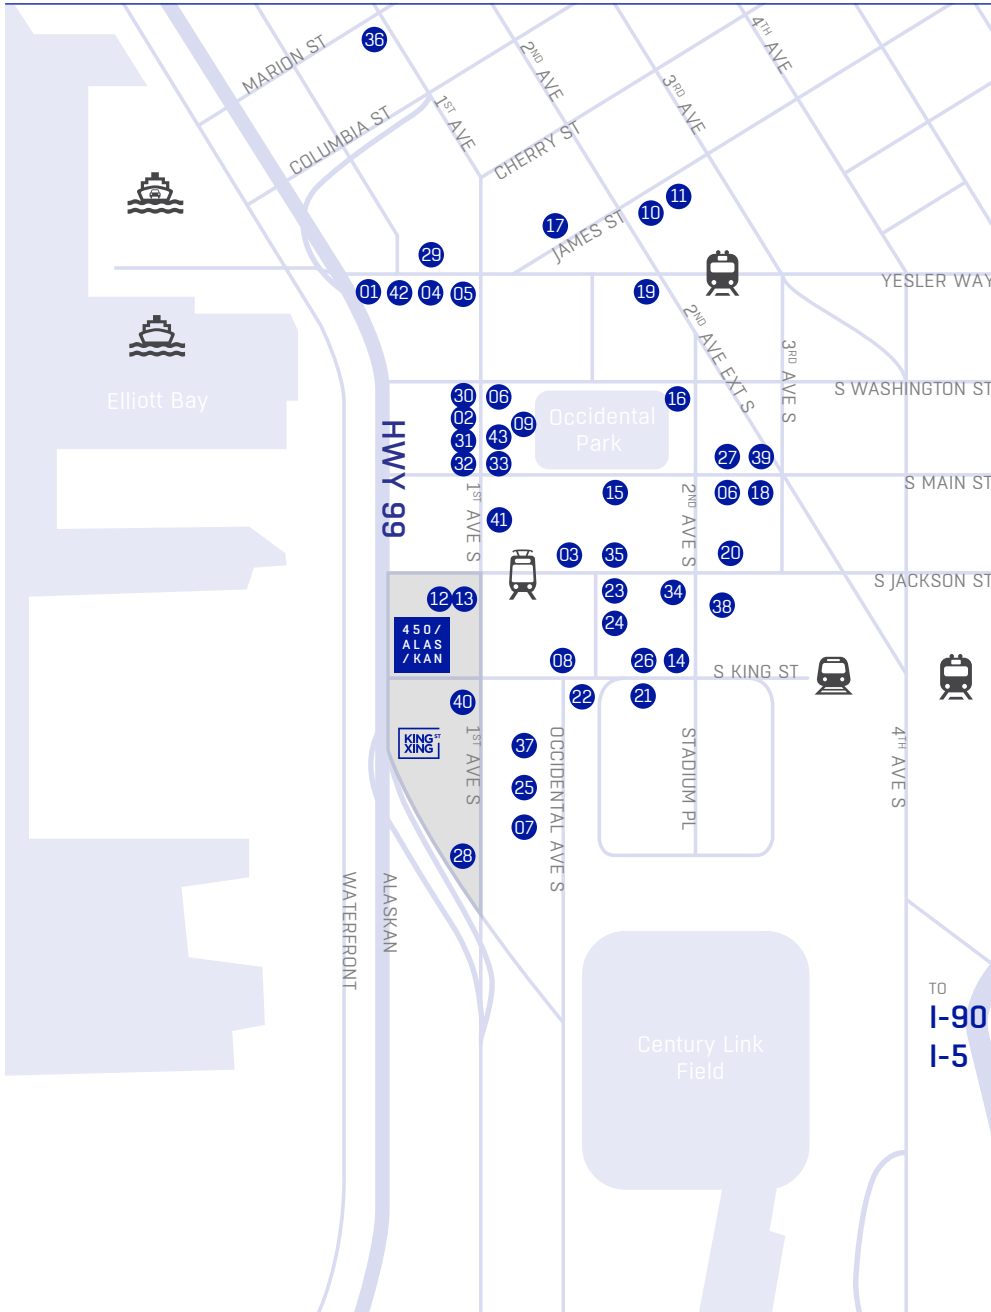 36
MARION ST
2ND AVE
4TH AVE
3RD AVE
1ST AVE
COLUMBIA ST
CHERRY ST
11
10
17
JAMES ST
29
YESLER WAY
01
42
04
05
19
2ND AVE EXT S
3RD AVE S
Elliott Bay
S WASHINGTON ST
30
06
16
02
09
Occidental
Park
31
43
32
33
27
39
HWY 99
S MAIN ST
1ST AVE S
15
2ND AVE S
06
18
41
03
35
20
S JACKSON ST
12
13
23
34
38
24
450/
ALAS
/KAN
08
26
14
S KING ST
40
22
21
KING ST
XING
1ST AVE S
37
OCCIDENTAL AVE S
STADIUM PL
4TH AVE S
25
07
28
WATERFRONT
ALASKAN
TO
I-90
I-5
Century Link
Field